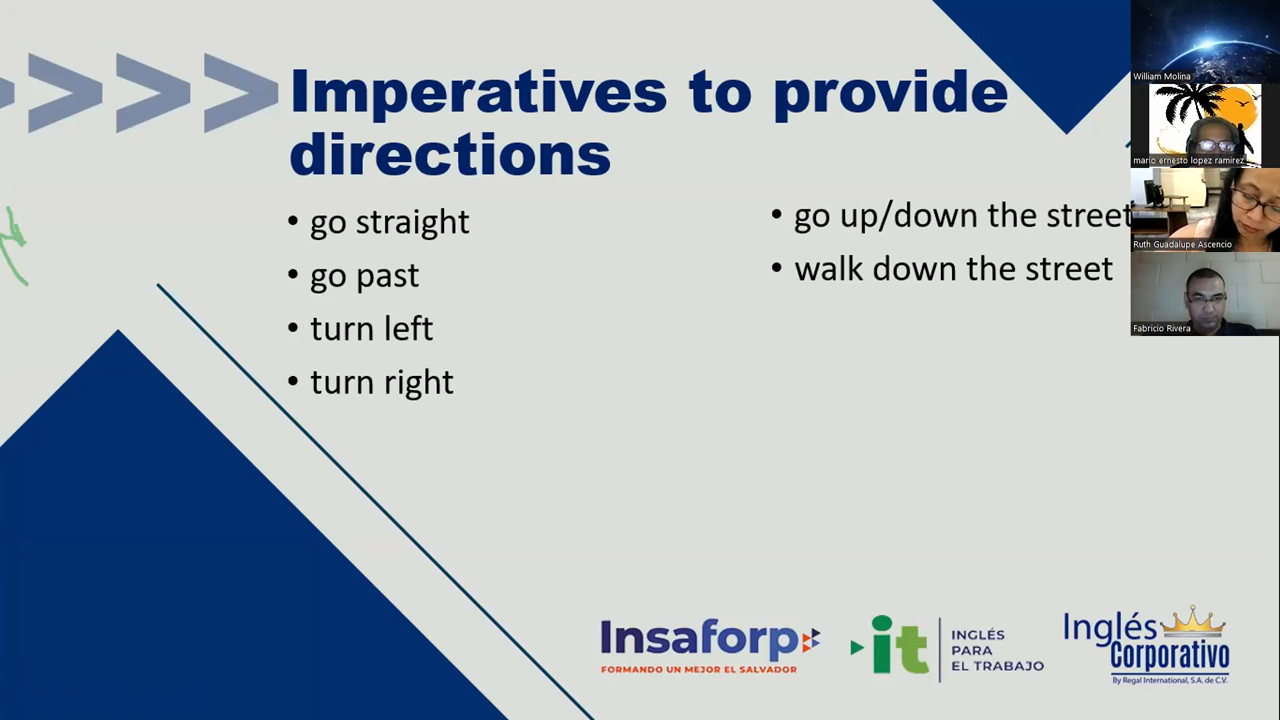 Imperatives to provide
directions
• go straight
• go past
• turn left
• turn right
• go up/down the street
• walk down the street
William Molina
mario ernesto lopez ramirez
Ruth Guadalupe Ascencio
Fabricio Rivera
Insaforp
FORMANDO UN MEJOR EL SALVADOR
it
INGLÉS
PARA
EL TRABAJO
Inglés
Corporativo
By Regal International, S.A. de C.V.